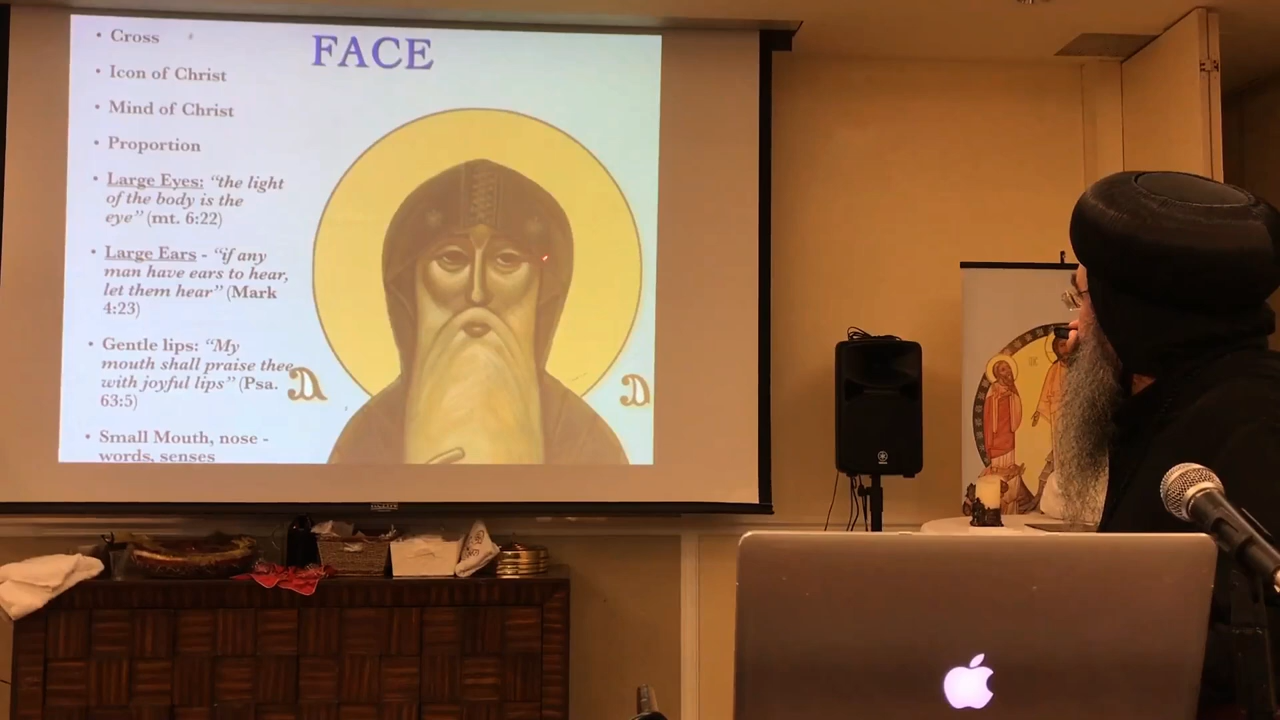 FACE
• Cross
• Icon of Christ
• Mind of Christ
• Proportion
• Large Eyes: “the light
of the body is the
eye” (mt. 6:22)
• Large Ears - “if any
man have ears to hear,
let them hear” (Mark
4:23)
• Gentle lips: “My
mouth shall praise thee
with joyful lips” (Psa.
63:5)
• Small Mouth, nose -
words, senses